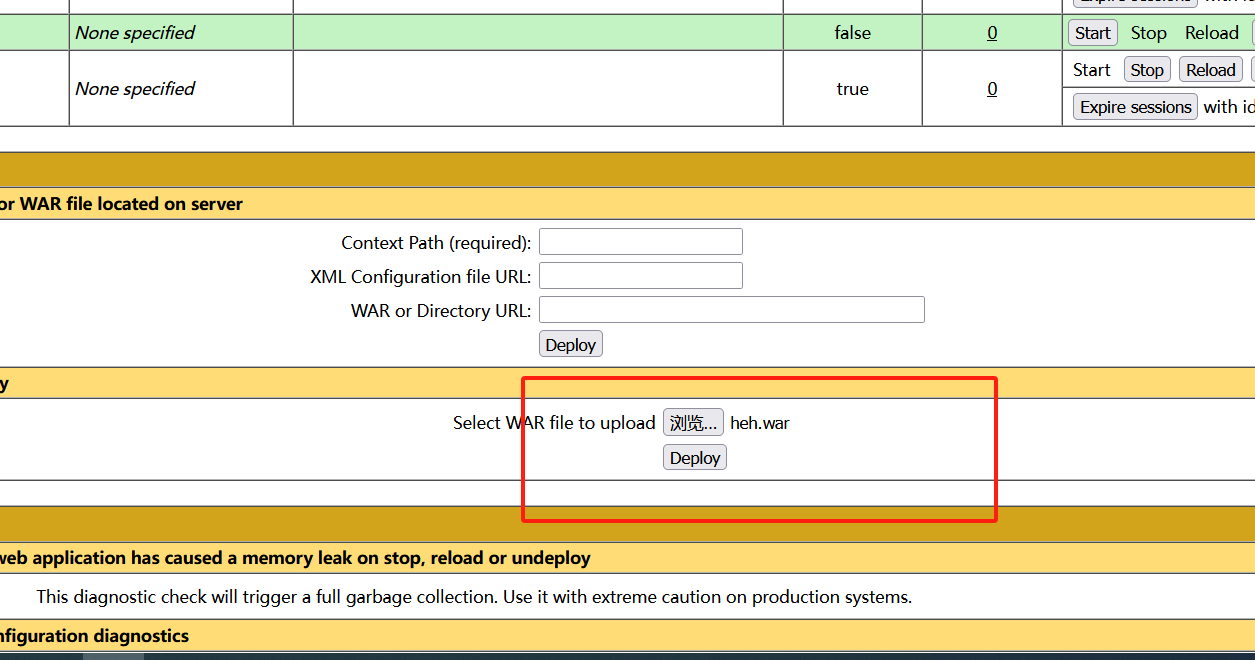 None specified false 0 Start Stop Reload
None specified true 0 Start Stop Reload
Expire sessions with id
or WAR file located on server
Context Path (required):
XML Configuration file URL:
WAR or Directory URL:
Deploy
y
Select WAR file to upload 浏览... heh.war
Deploy
web application has caused a memory leak on stop, reload or undeploy
This diagnostic check will trigger a full garbage collection. Use it with extreme caution on production systems.
nfiguration diagnostics